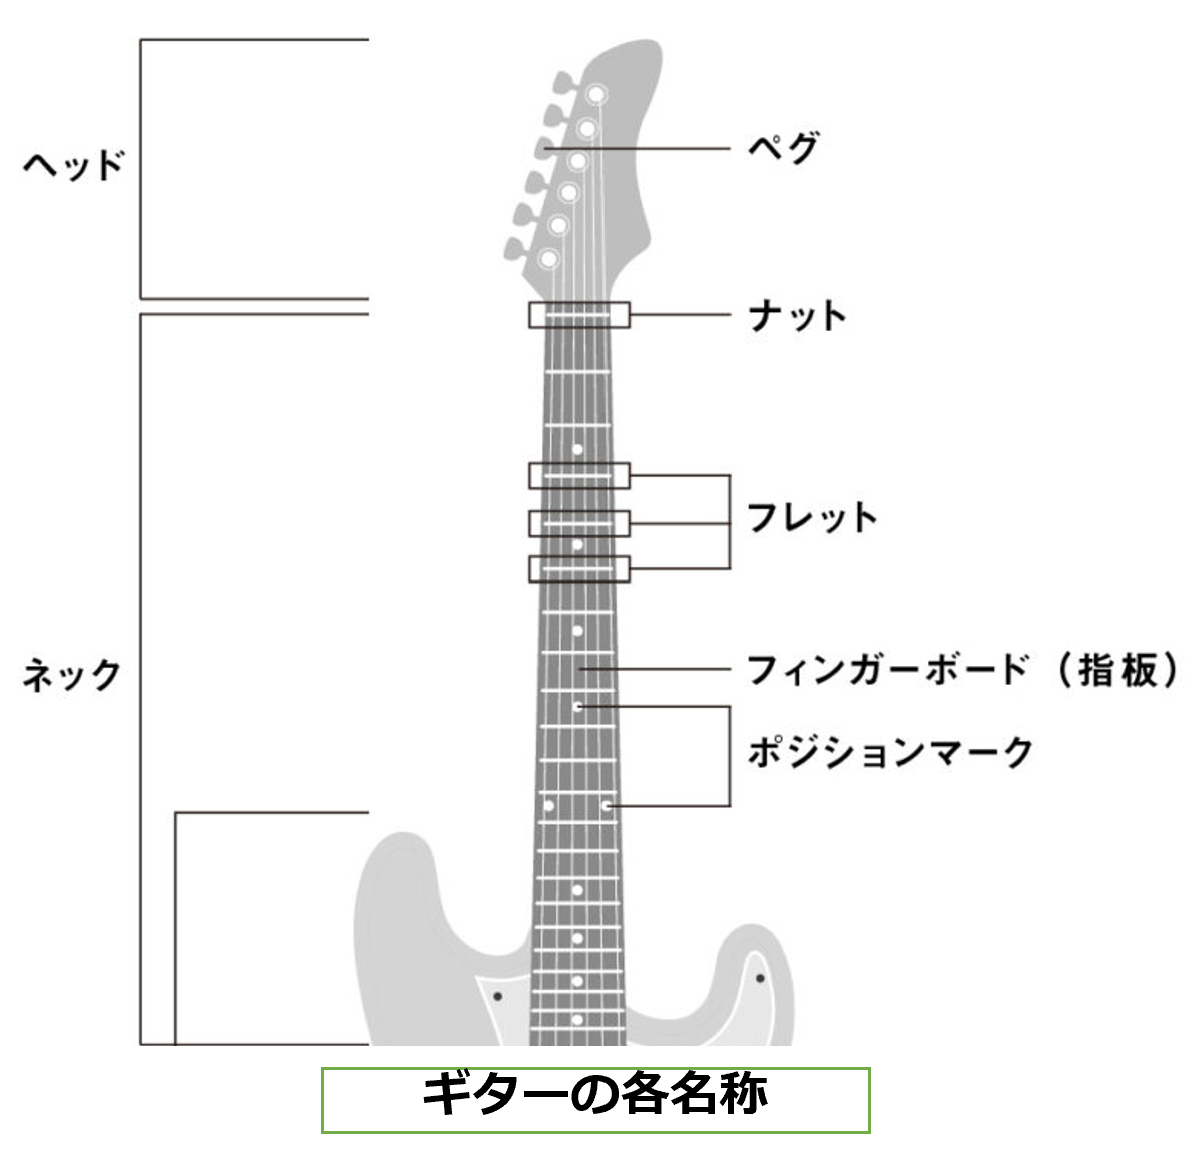 ヘッド
ペグ
ナット
フレット
ネック
フィンガーボード（指板）
ポジションマーク
ギターの各名称